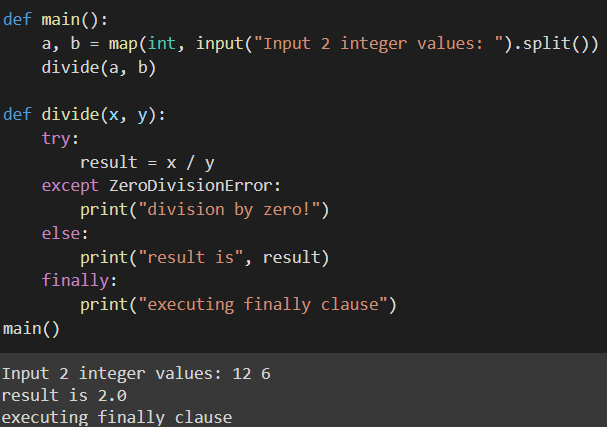 def main():
    a, b = map(int, input("Input 2 integer values: ").split())
    divide(a, b)

def divide(x, y):
    try:
        result = x / y
    except ZeroDivisionError:
        print("division by zero!")
    else:
        print("result is", result)
    finally:
        print("executing finally clause")
main()
Input 2 integer values: 12 6
result is 2.0
executing finally clause